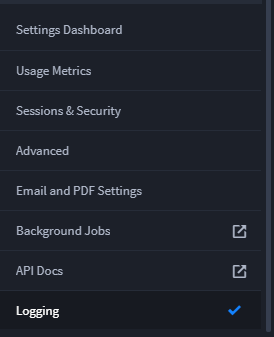 Settings Dashboard
Usage Metrics
Sessions & Security
Advanced
Email and PDF Settings
Background Jobs
API Docs
Logging